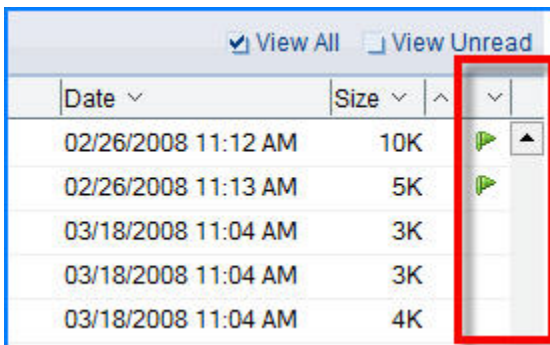 View All View Unread
Date Size
02/26/2008 11:12 AM 10K
02/26/2008 11:13 AM 5K
03/18/2008 11:04 AM 3K
03/18/2008 11:04 AM 3K
03/18/2008 11:04 AM 4K